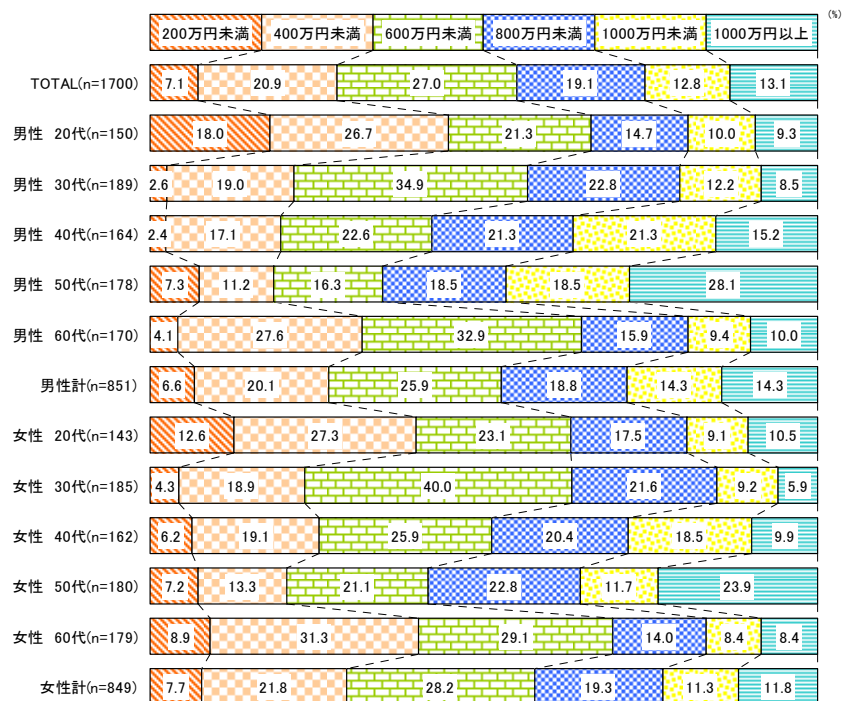 (%)
200万円未満 400万円未満 600万円未満 800万円未満 1000万円未満 1000万円以上
TOTAL(n=1700) 7.1 20.9 27.0 19.1 12.8 13.1
男性 20代(n=150) 18.0 26.7 21.3 14.7 10.0 9.3
男性 30代(n=189) 2.6 19.0 34.9 22.8 12.2 8.5
男性 40代(n=164) 2.4 17.1 22.6 21.3 21.3 15.2
男性 50代(n=178) 7.3 11.2 16.3 18.5 18.5 28.1
男性 60代(n=170) 4.1 27.6 32.9 15.9 9.4 10.0
男性計(n=851) 6.6 20.1 25.9 18.8 14.3 14.3
女性 20代(n=143) 12.6 27.3 23.1 17.5 9.1 10.5
女性 30代(n=185) 4.3 18.9 40.0 21.6 9.2 5.9
女性 40代(n=162) 6.2 19.1 25.9 20.4 18.5 9.9
女性 50代(n=180) 7.2 13.3 21.1 22.8 11.7 23.9
女性 60代(n=179) 8.9 31.3 29.1 14.0 8.4 8.4
女性計(n=849) 7.7 21.8 28.2 19.3 11.3 11.8